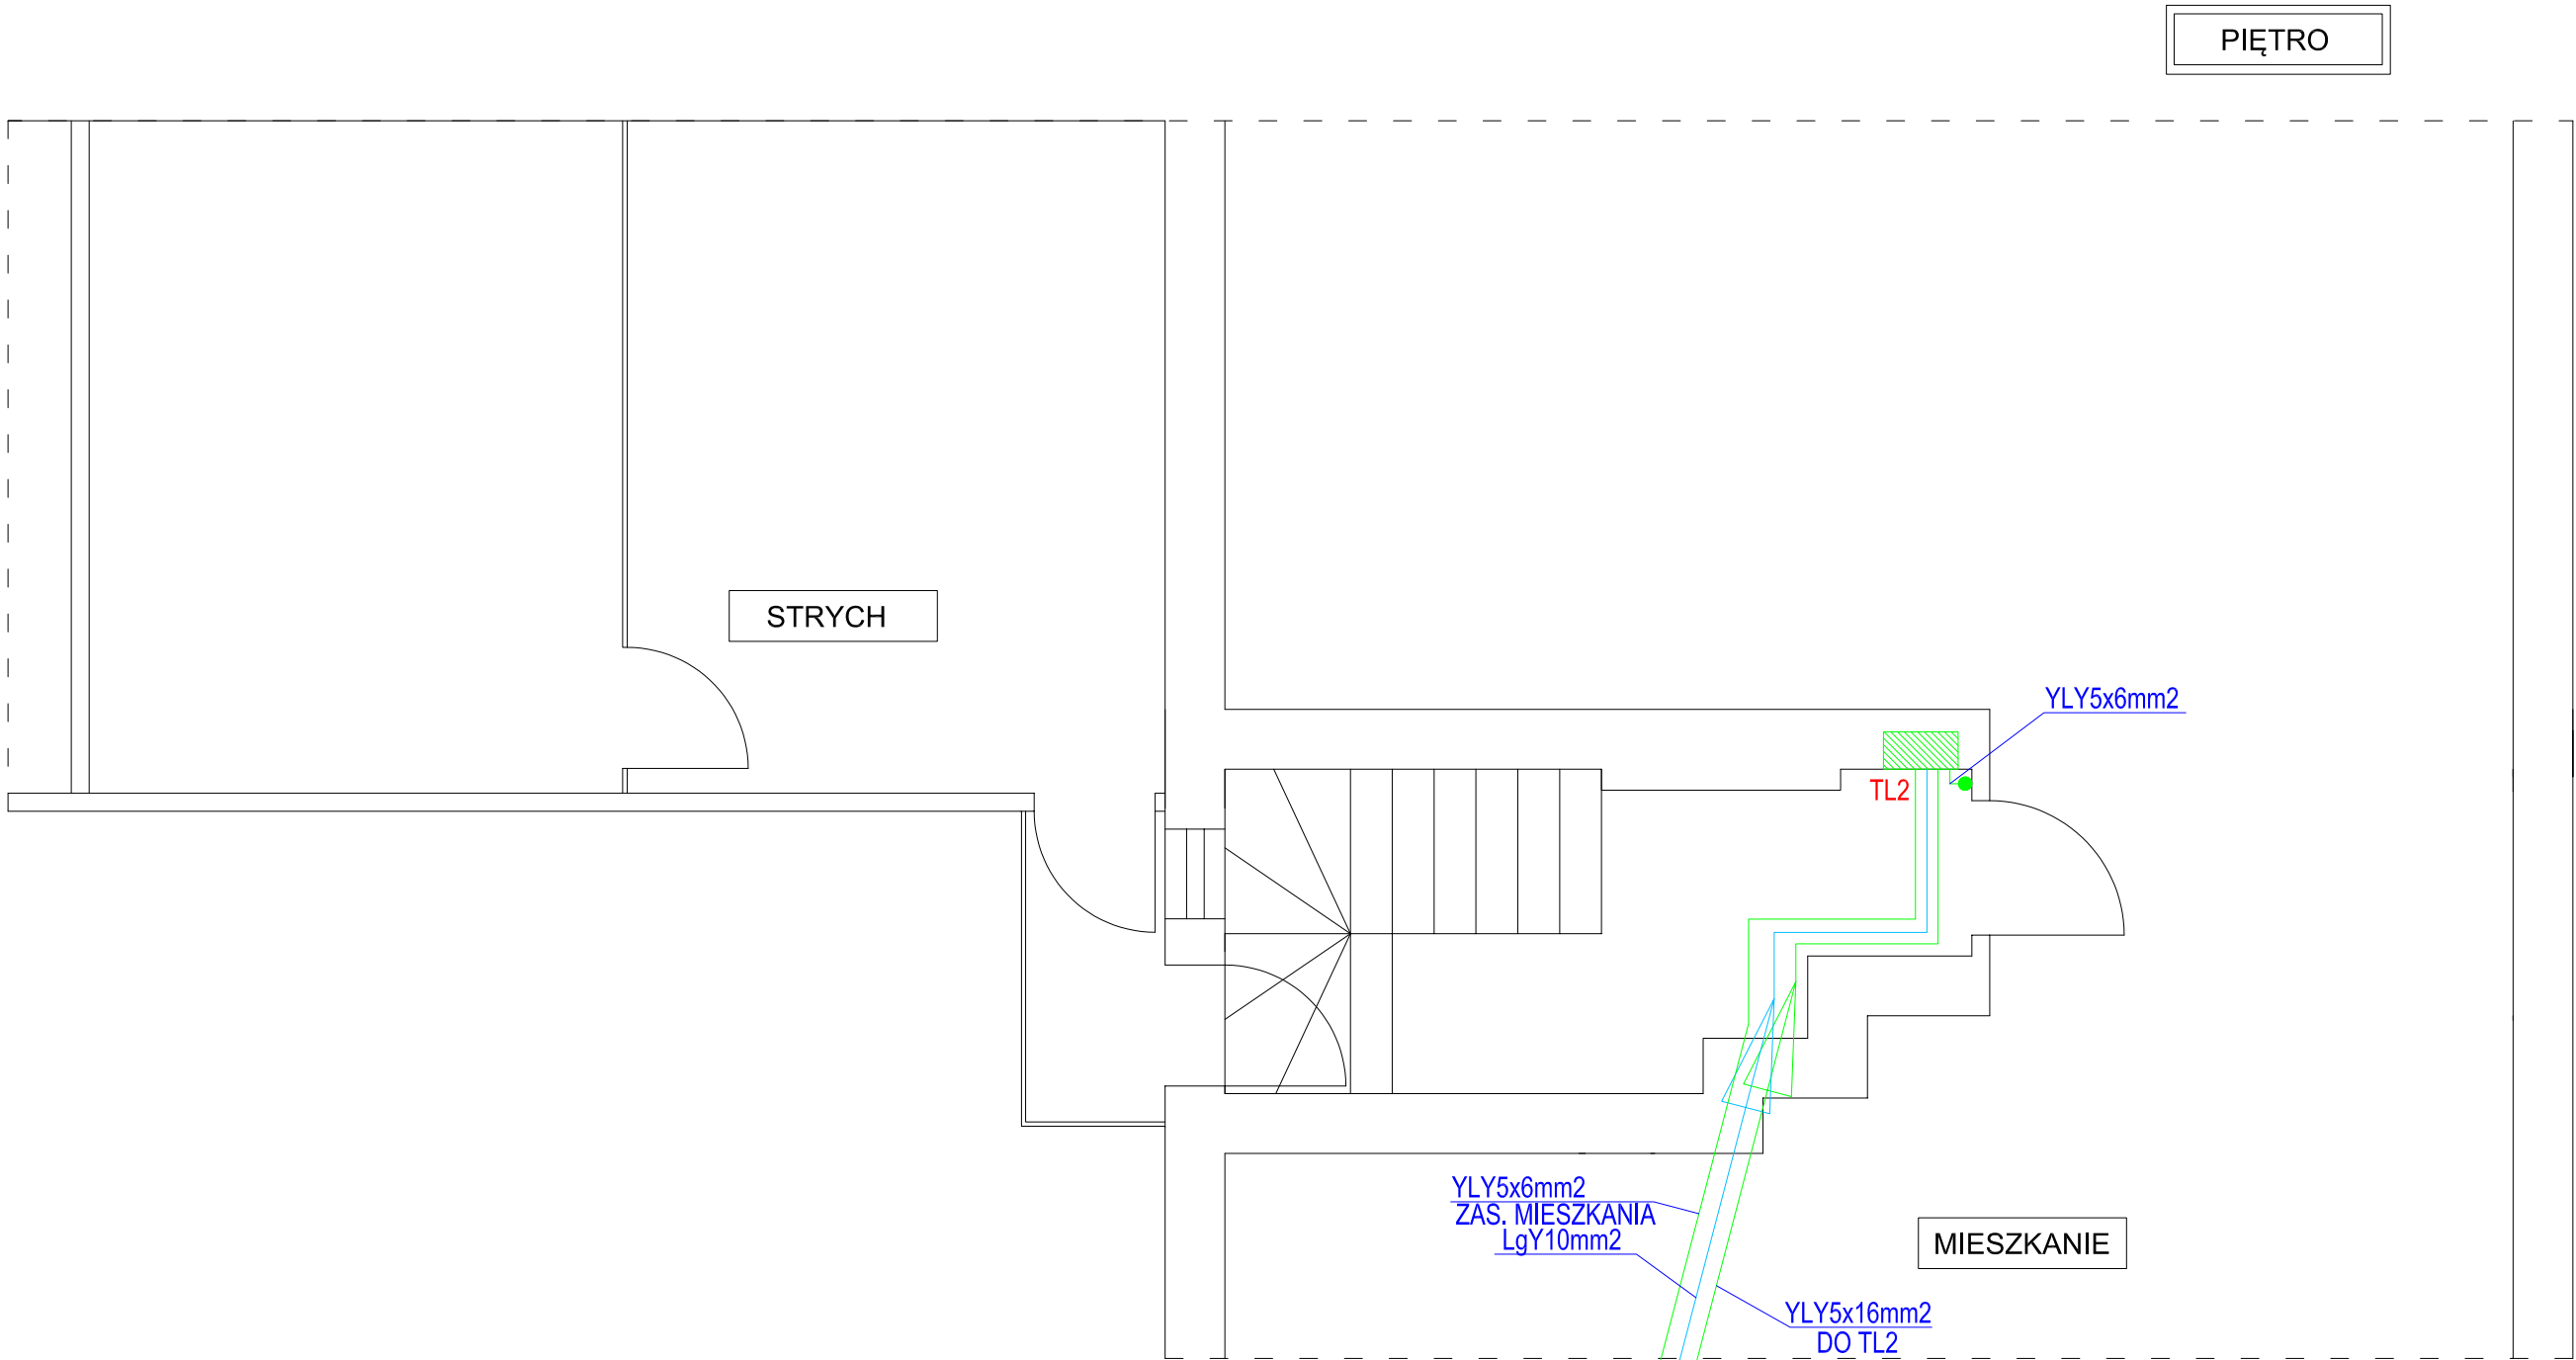 PIĘTRO
STRYCH
YLY5x6mm2
TL2
YLY5x6mm2
ZAS. MIESZKANIA
LgY10mm2
MIESZKANIE
YLY5x16mm2
DO TL2